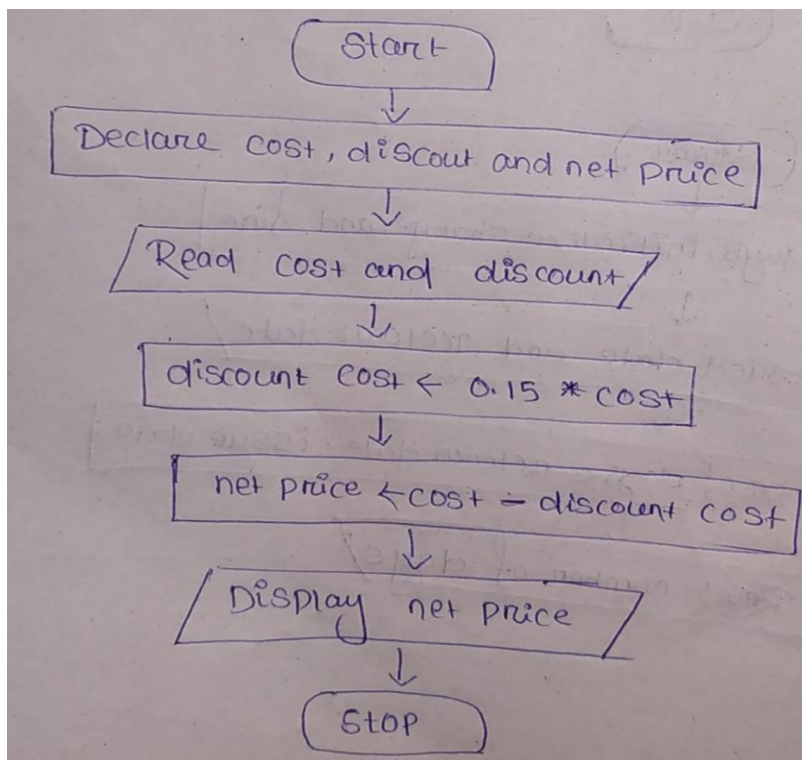 Start
Declare cost, discout and net price
Read cost and discount
discount cost ← 0.15 * cost
net price ← cost - discount cost
Display net price
Stop